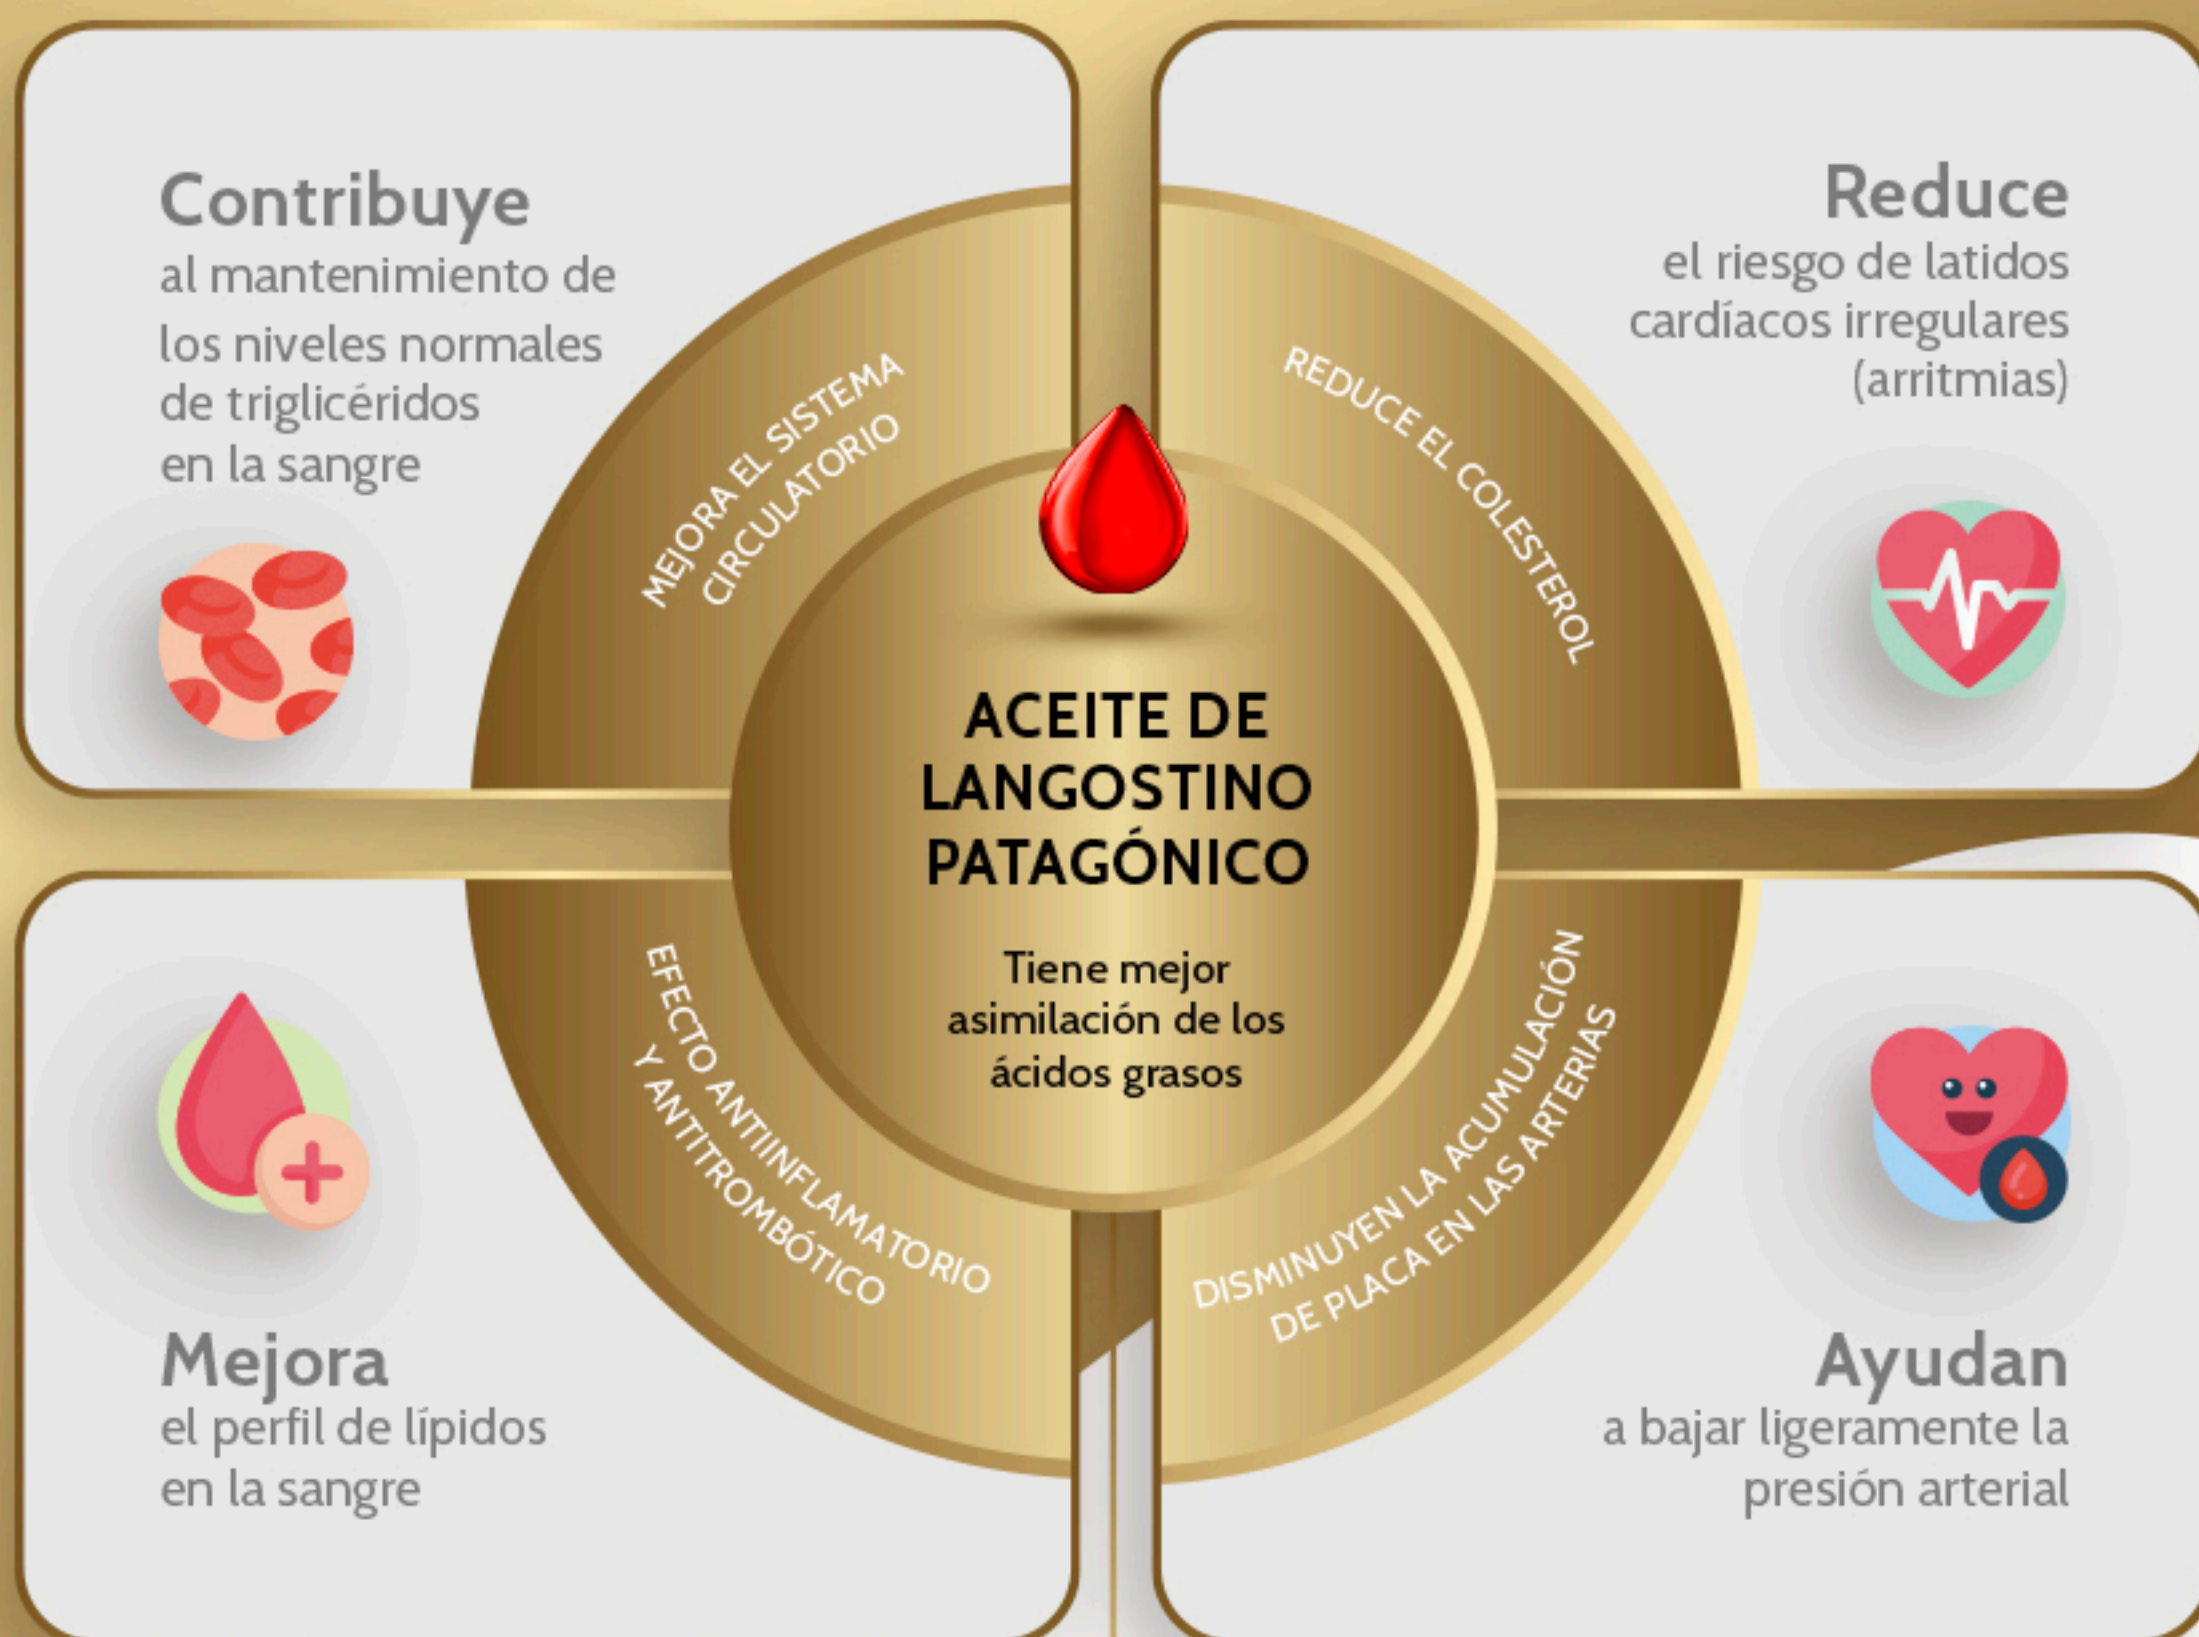 Contribuye
al mantenimiento de
los niveles normales
de triglicéridos
en la sangre
Reduce
el riesgo de latidos
cardíacos irregulares
(arritmias)
MEJORA EL SISTEMA
CIRCULATORIO
REDUCE EL COLESTEROL
ACEITE DE
LANGOSTINO
PATAGÓNICO
Tiene mejor
asimilación de los
ácidos grasos
EFECTO ANTIINFLAMATORIO
Y ANTITROMBÓTICO
DISMINUYEN LA ACUMULACIÓN
DE PLACA EN LAS ARTERIAS
Mejora
el perfil de lípidos
en la sangre
Ayudan
a bajar ligeramente la
presión arterial